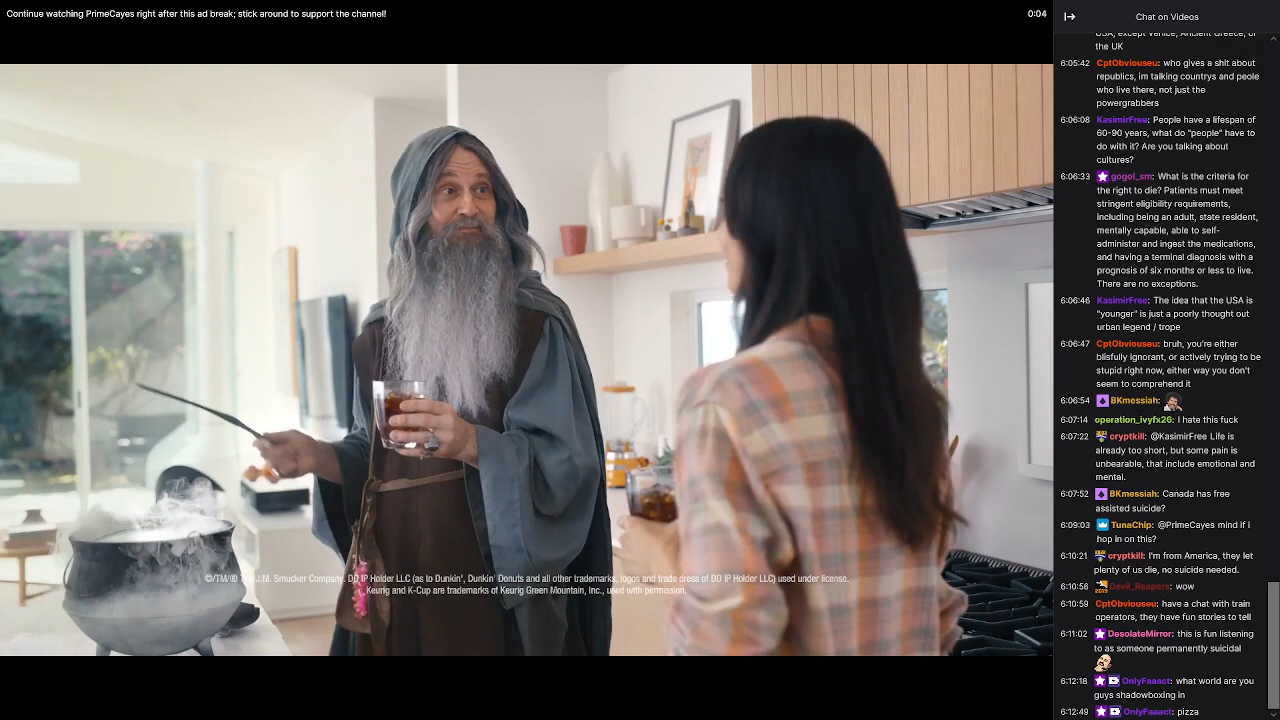 Continue watching PrimeCayes right after this ad break; stick around to support the channel!
0:04
©/TM/® The J.M. Smucker Company. DD IP Holder LLC (as to Dunkin', Dunkin' Donuts and all other trademarks, logos and trade dress of DD IP Holder LLC) used under license.
Keurig and K-Cup are trademarks of Keurig Green Mountain, Inc., used with permission.
Chat on Videos
USA, except Venice, Ancient Greece, or
the UK
6:05:42 CptObviouseu: who gives a shit about
republics, im talking countrys and peole
who live there, not just the
powergrabbers
6:06:08 KasimirFree: People have a lifespan of
60-90 years, what do "people" have to
do with it? Are you talking about
cultures?
6:06:33 gogol_sm: What is the criteria for
the right to die? Patients must meet
stringent eligibility requirements,
including being an adult, state resident,
mentally capable, able to self-
administer and ingest the medications,
and having a terminal diagnosis with a
prognosis of six months or less to live.
There are no exceptions.
6:06:46 KasimirFree: The idea that the USA is
"younger" is just a poorly thought out
urban legend / trope
6:06:47 CptObviouseu: bruh, you're either
blisfully ignorant, or actively trying to be
stupid right now, either way you don't
seem to comprehend it
6:06:54 BKmessiah:
6:07:14 operation_ivyfx26: I hate this fuck
6:07:22 cryptkill: @KasimirFree Life is
already too short, but some pain is
unbearable, that include emotional and
mental.
6:07:52 BKmessiah: Canada has free
assisted suicide?
6:09:03 TunaChip: @PrimeCayes mind if i
hop in on this?
6:10:21 cryptkill: I'm from America, they let
plenty of us die, no suicide needed.
6:10:56 Devil_Reapers: wow
6:10:59 CptObviouseu: have a chat with train
operators, they have fun stories to tell
6:11:02 DesolateMirror: this is fun listening
to as someone permanently suicidal
6:12:18 OnlyFaaact: what world are you
guys shadowboxing in
6:12:49 OnlyFaaact: pizza